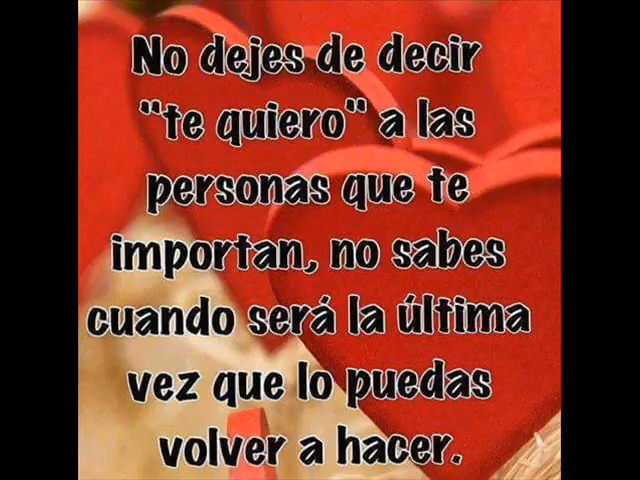 No dejes de decir
"te quiero" a las
personas que te
importan, no sabes
cuando será la última
vez que lo puedas
volver a hacer.